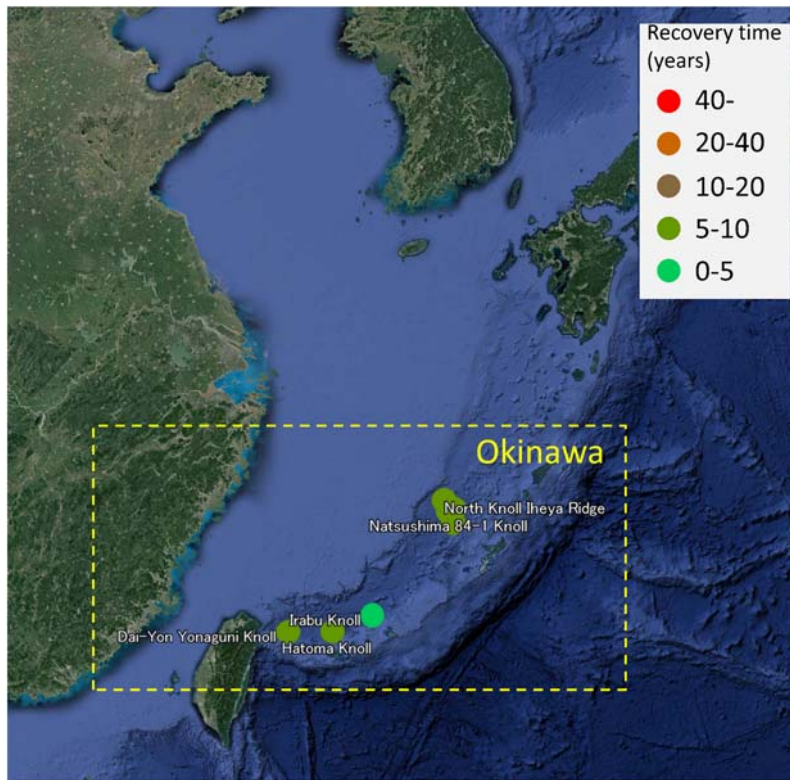 Recovery time
(years)
40-
20-40
10-20
5-10
0-5
Okinawa
North Knoll Iheya Ridge
Natsushima 84-1 Knoll
Irabu Knoll
Dai-Yon Yonaguni Knoll
Hatoma Knoll